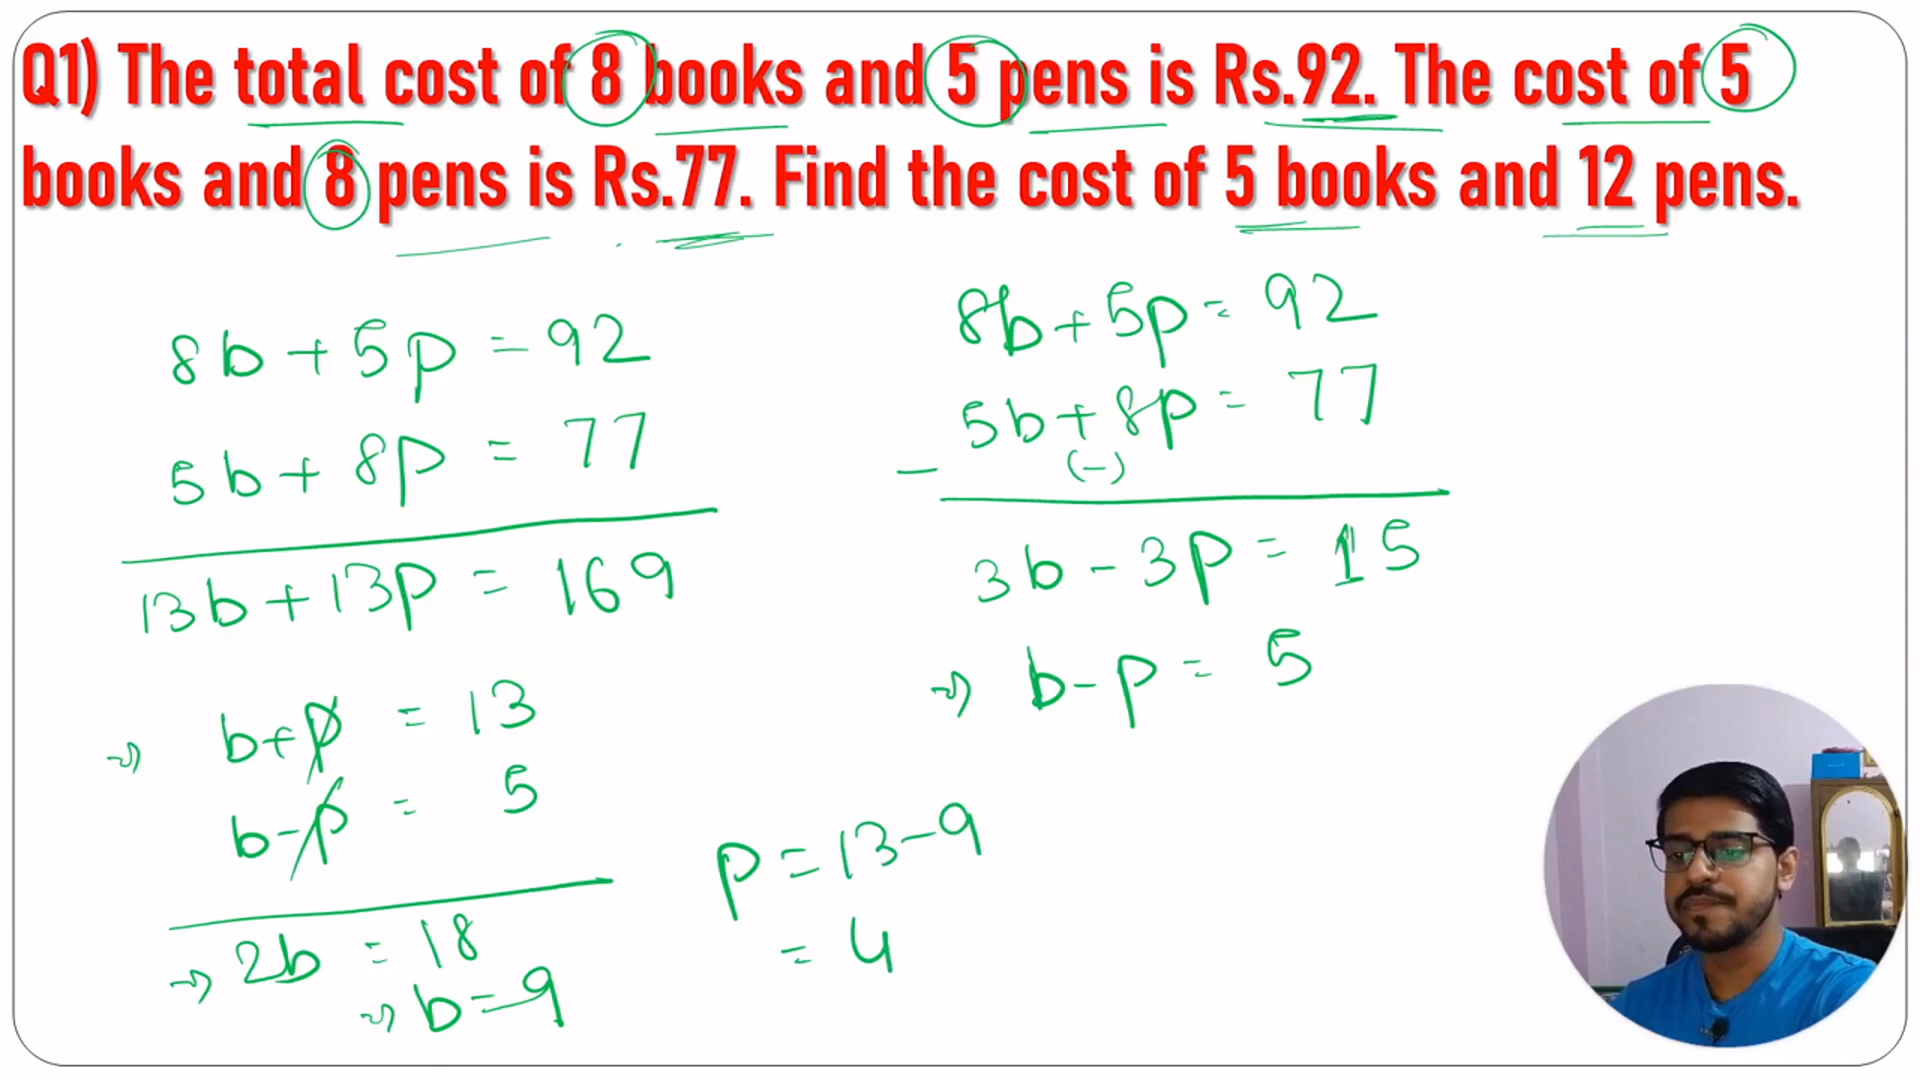 Q1) The total cost of 8 books and 5 pens is Rs.92. The cost of 5
books and 8 pens is Rs.77. Find the cost of 5 books and 12 pens.
8b + 5p = 92
5b + 8p = 77
13b + 13p = 169
⇒ b + p = 13
b - p = 5
⇒ 2b = 18
⇒ b = 9
p = 13 - 9
= 4
8b + 5p = 92
5b + 8p = 77
- (-)
3b - 3p = 15
⇒ b - p = 5